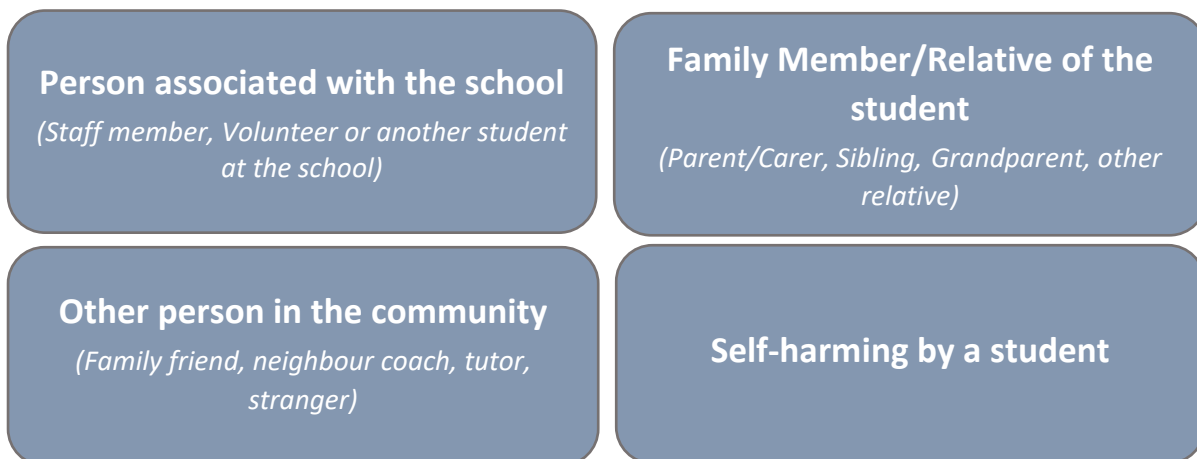 Person associated with the school
(Staff member, Volunteer or another student
at the school)
Family Member/Relative of the
student
(Parent/Carer, Sibling, Grandparent, other
relative)
Other person in the community
(Family friend, neighbour coach, tutor,
stranger)
Self-harming by a student